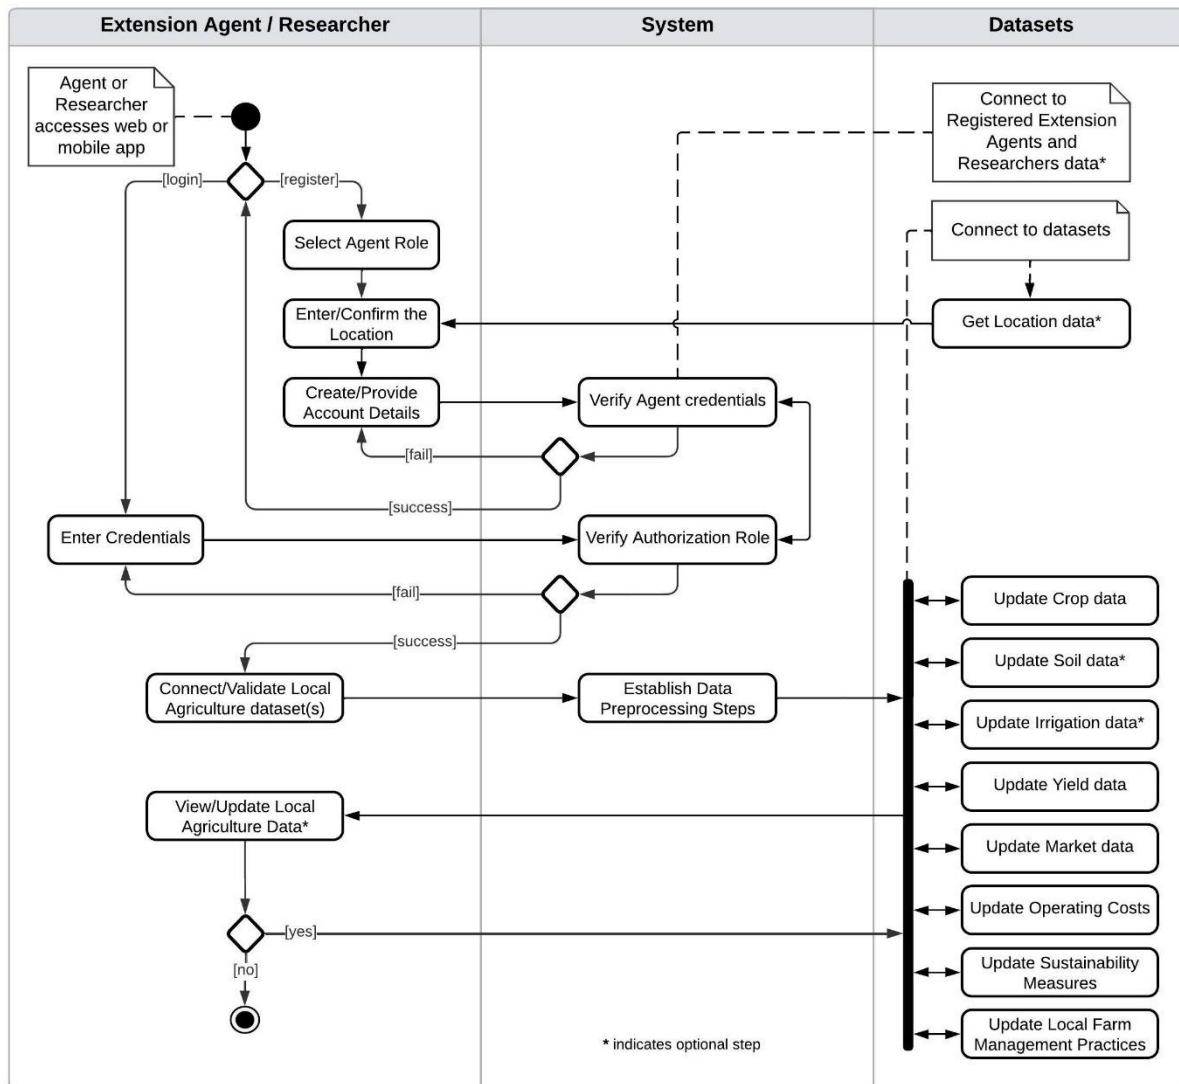 Extension Agent / Researcher
System
Datasets
Agent or
Researcher
accesses web or
mobile app
Connect to
Registered Extension
Agents and
Researchers data*
[login]
[register]
Select Agent Role
Connect to datasets
Enter/Confirm the
Location
Get Location data*
Create/Provide
Account Details
Verify Agent credentials
[fail]
[success]
Enter Credentials
Verify Authorization Role
[fail]
[success]
Update Crop data
Update Soil data*
Connect/Validate Local
Agriculture dataset(s)
Establish Data
Preprocessing Steps
Update Irrigation data*
Update Yield data
View/Update Local
Agriculture Data*
Update Market data
Update Operating Costs
[yes]
[no]
Update Sustainability
Measures
Update Local Farm
Management Practices
* indicates optional step